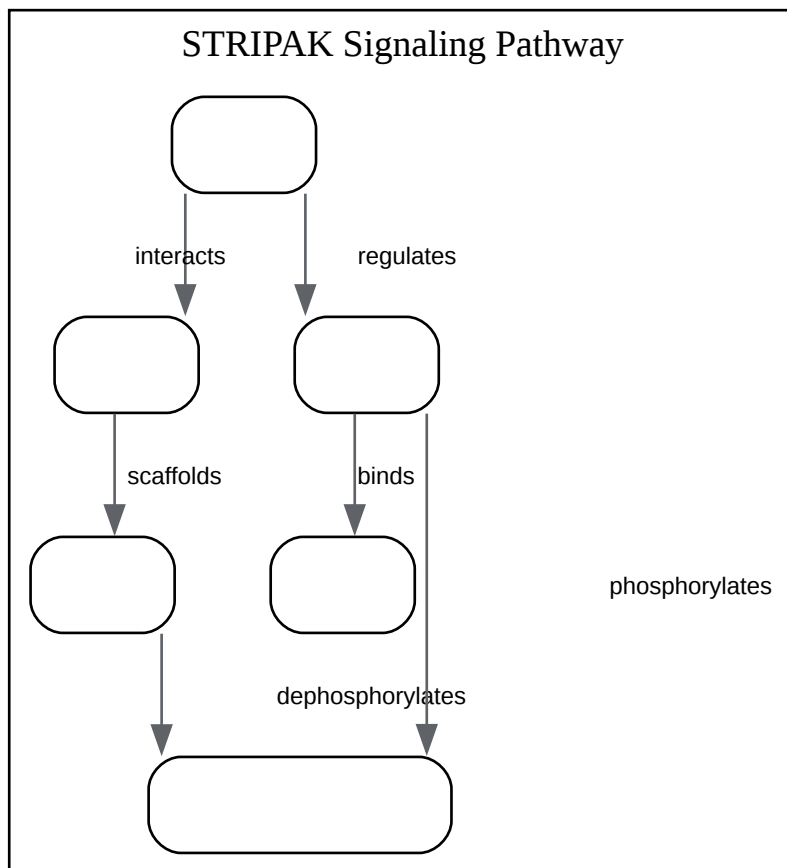 STRIPAK Signaling Pathway
interacts
regulates
scaffolds
binds
phosphorylates
dephosphorylates